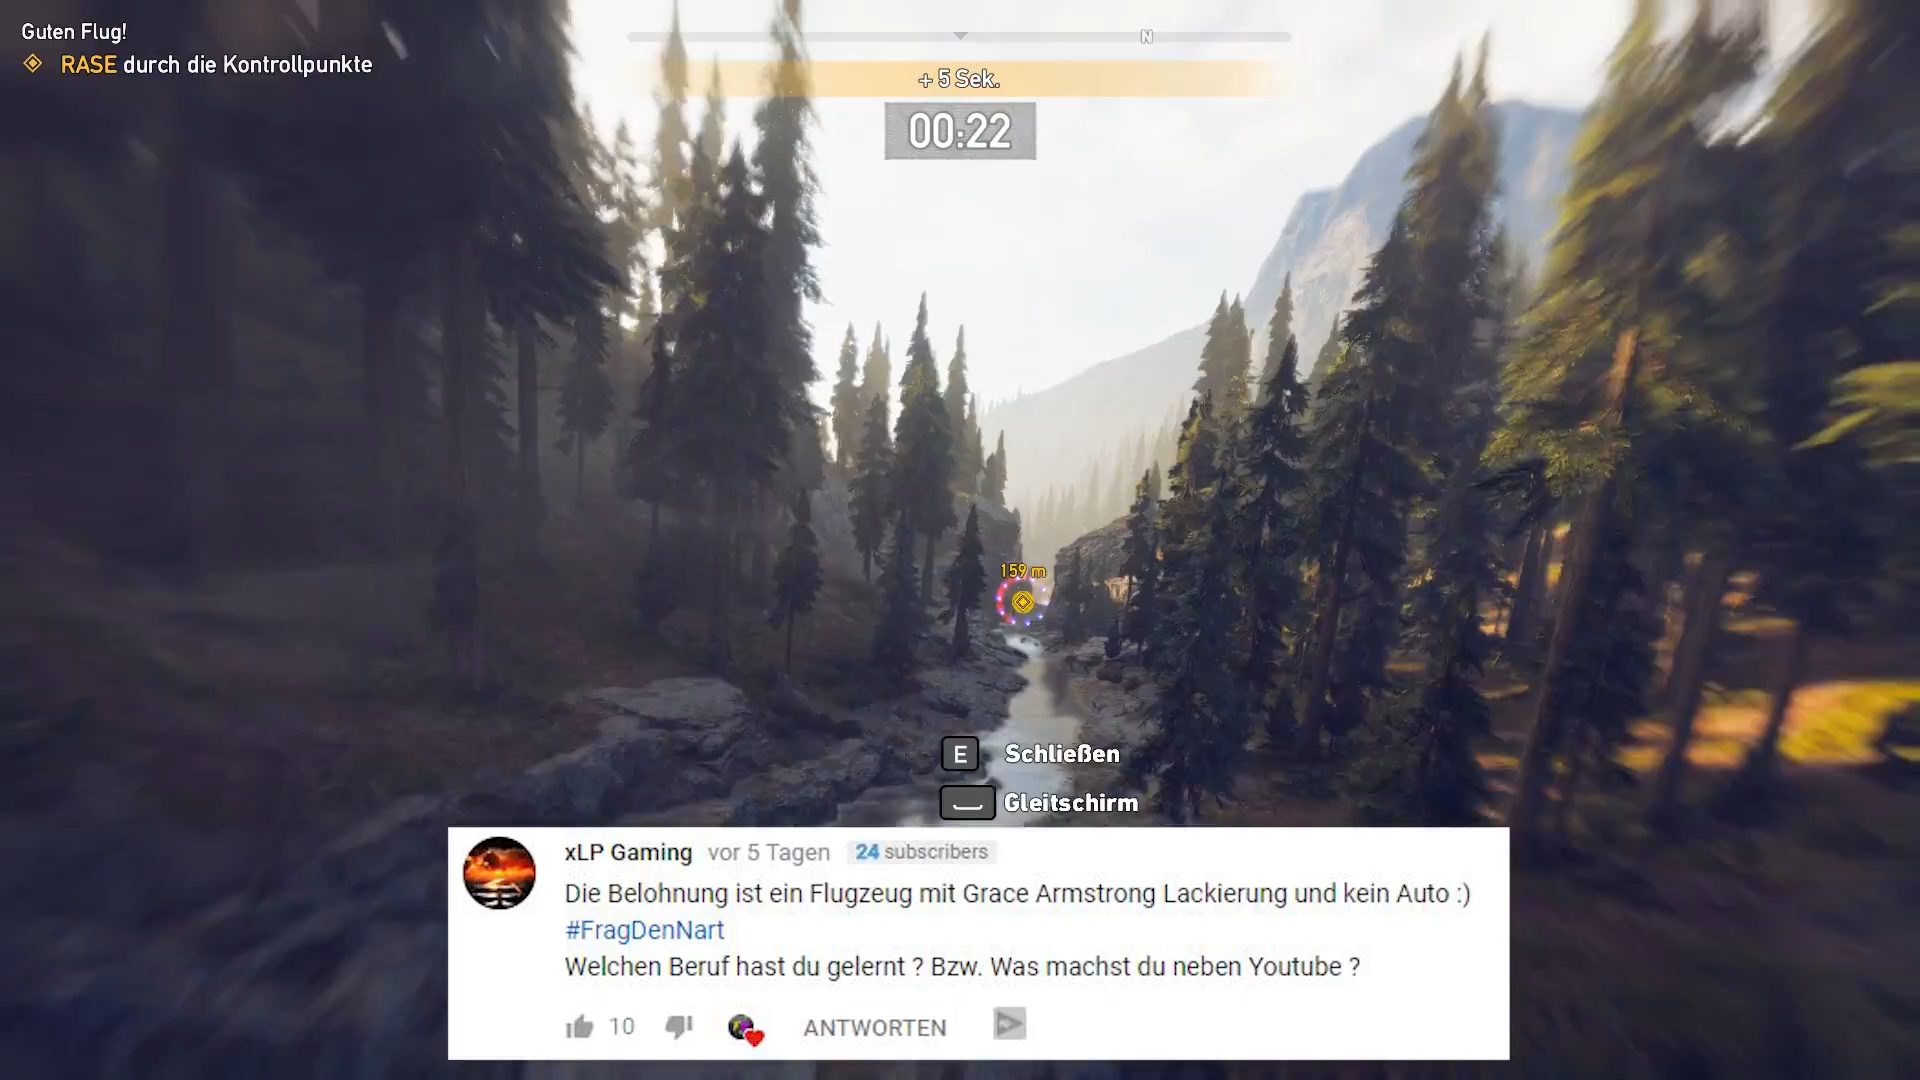 Guten Flug!
RASE durch die Kontrollpunkte
N
+ 5 Sek.
00:22
159 m
E Schließen
Gleitschirm
xLP Gaming vor 5 Tagen 24 subscribers
Die Belohnung ist ein Flugzeug mit Grace Armstrong Lackierung und kein Auto :)
#FragDenNart
Welchen Beruf hast du gelernt ? Bzw. Was machst du neben Youtube ?
10 ANTWORTEN